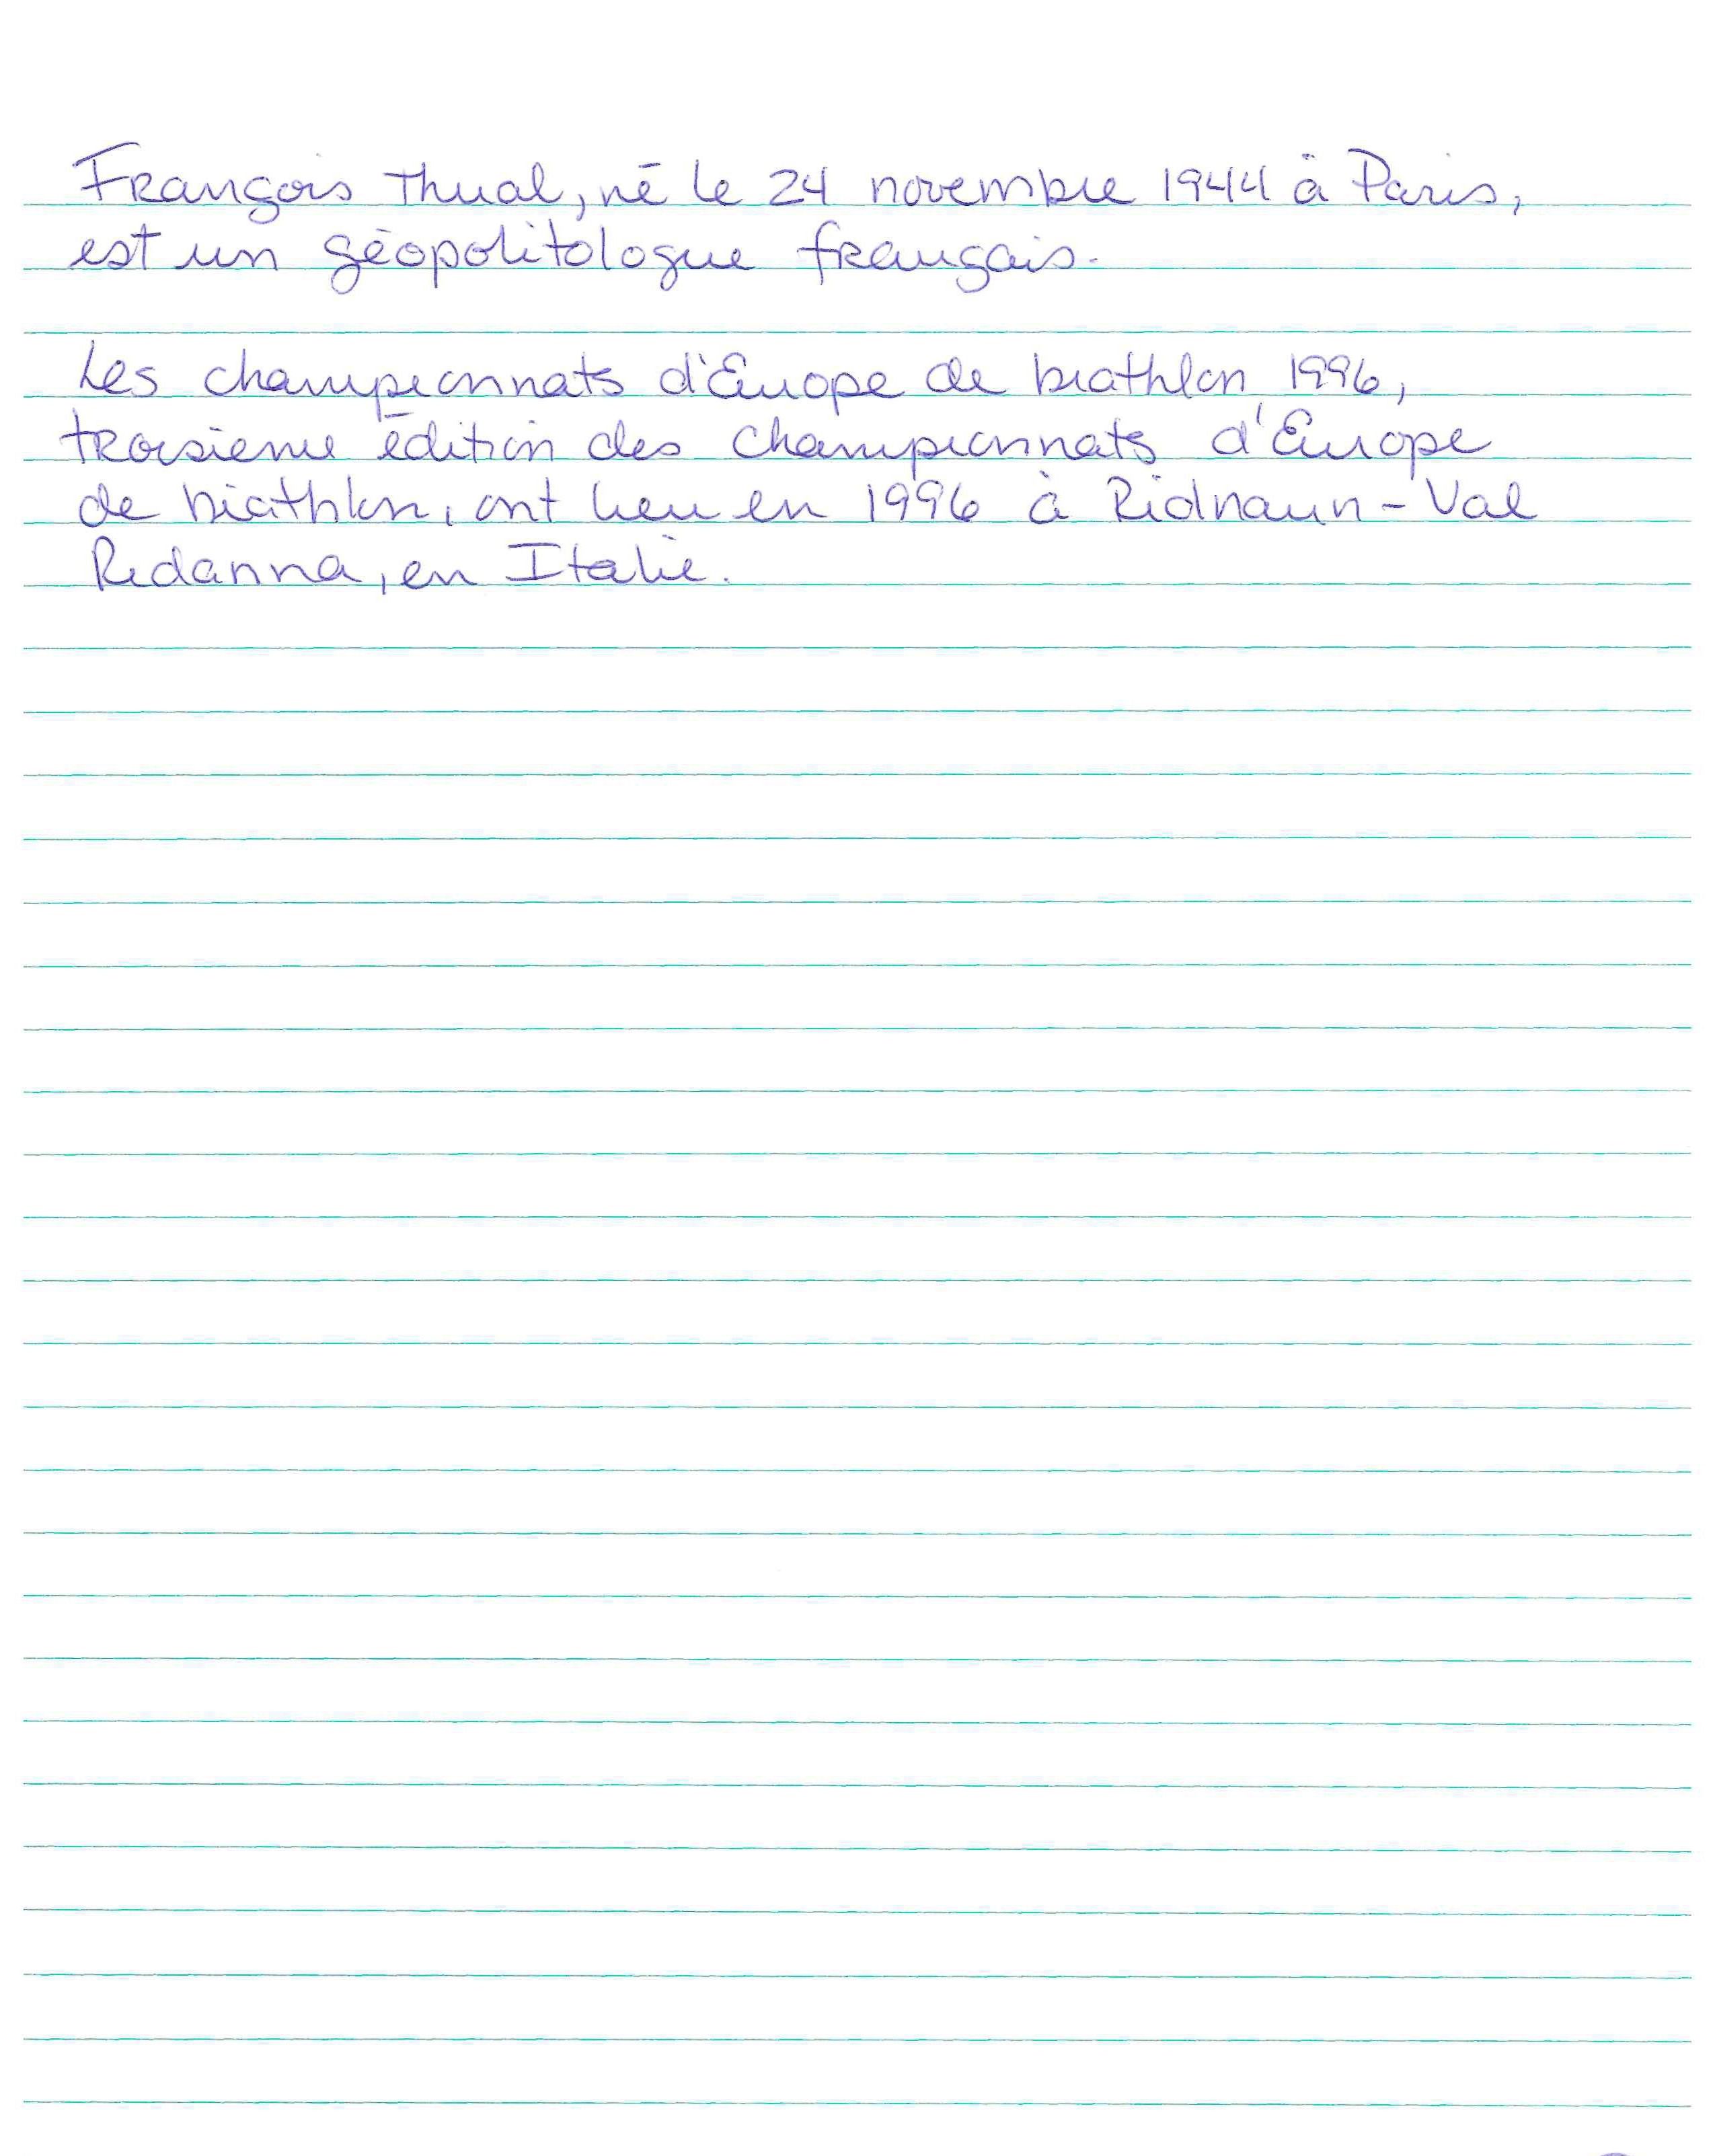 François Thual, né le 24 novembre 1944 à Paris,
est un géopolitologue français.
Les championnats d'Europe de biathlon 1996,
troisième édition des championnats d'Europe
de biathlon, ont lieu en 1996 à Ridnaun-Val
Ridanna, en Italie.